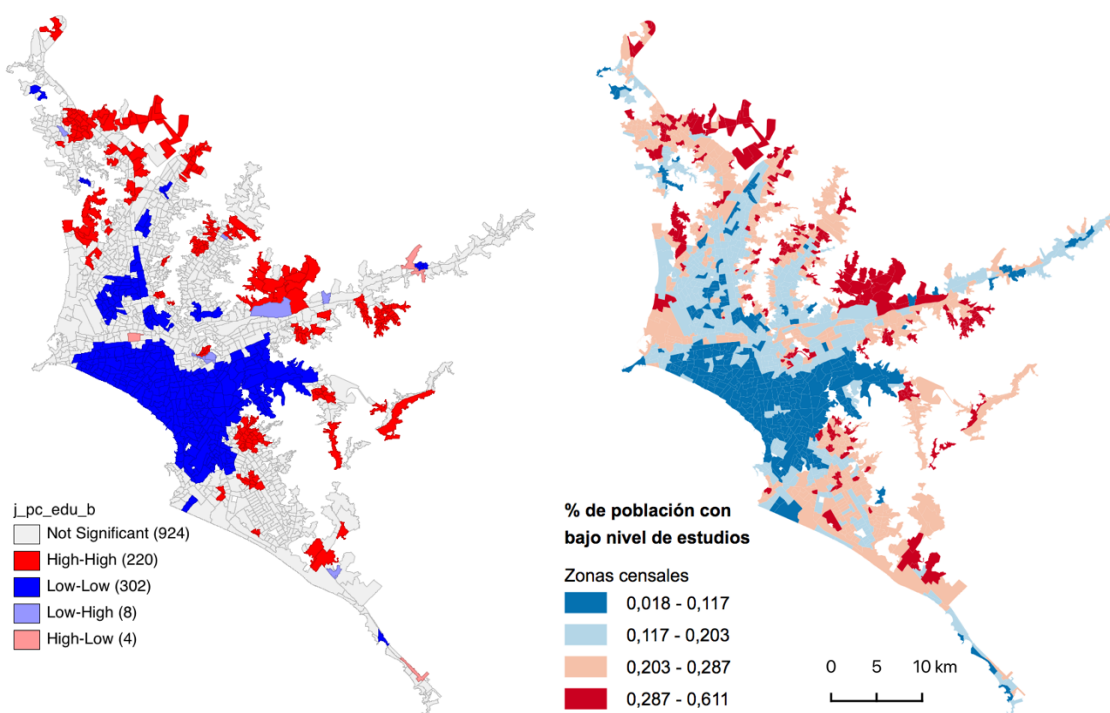 j_pc_edu_b
Not Significant (924)
High-High (220)
Low-Low (302)
Low-High (8)
High-Low (4)
% de población con
bajo nivel de estudios
Zonas censales
0,018 - 0,117
0,117 - 0,203
0,203 - 0,287
0,287 - 0,611
0 5 10 km